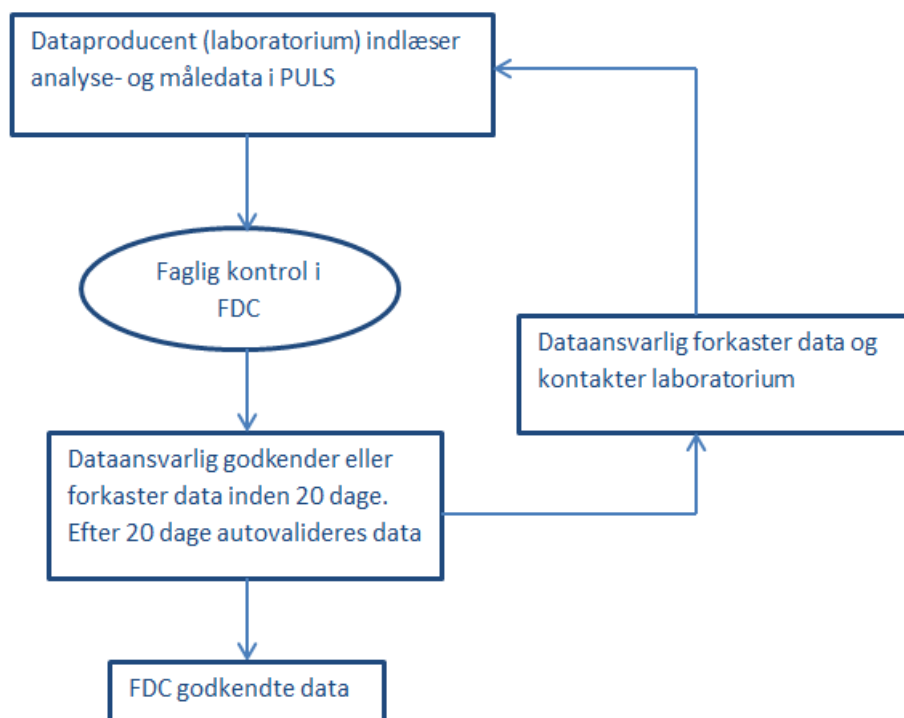 Dataproducent (laboratorium) indlæser
analyse- og måledata i PULS
Faglig kontrol i
FDC
Dataansvarlig forkaster data og
kontakter laboratorium
Dataansvarlig godkender eller
forkaster data inden 20 dage.
Efter 20 dage autovalideres data
FDC godkendte data